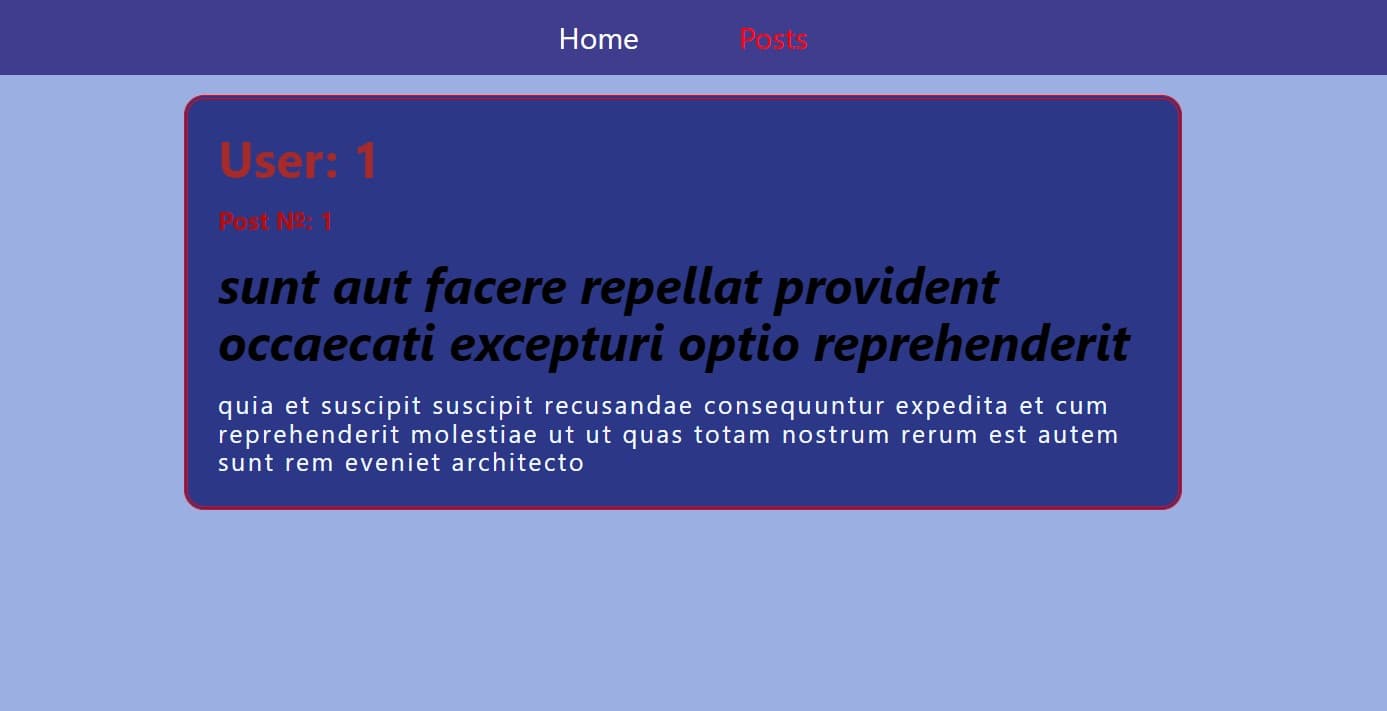 Home Posts
User: 1
Post №: 1
sunt aut facere repellat provident
occaecati excepturi optio reprehenderit
quia et suscipit suscipit recusandae consequuntur expedita et cum
reprehenderit molestiae ut ut quas totam nostrum rerum est autem
sunt rem eveniet architecto